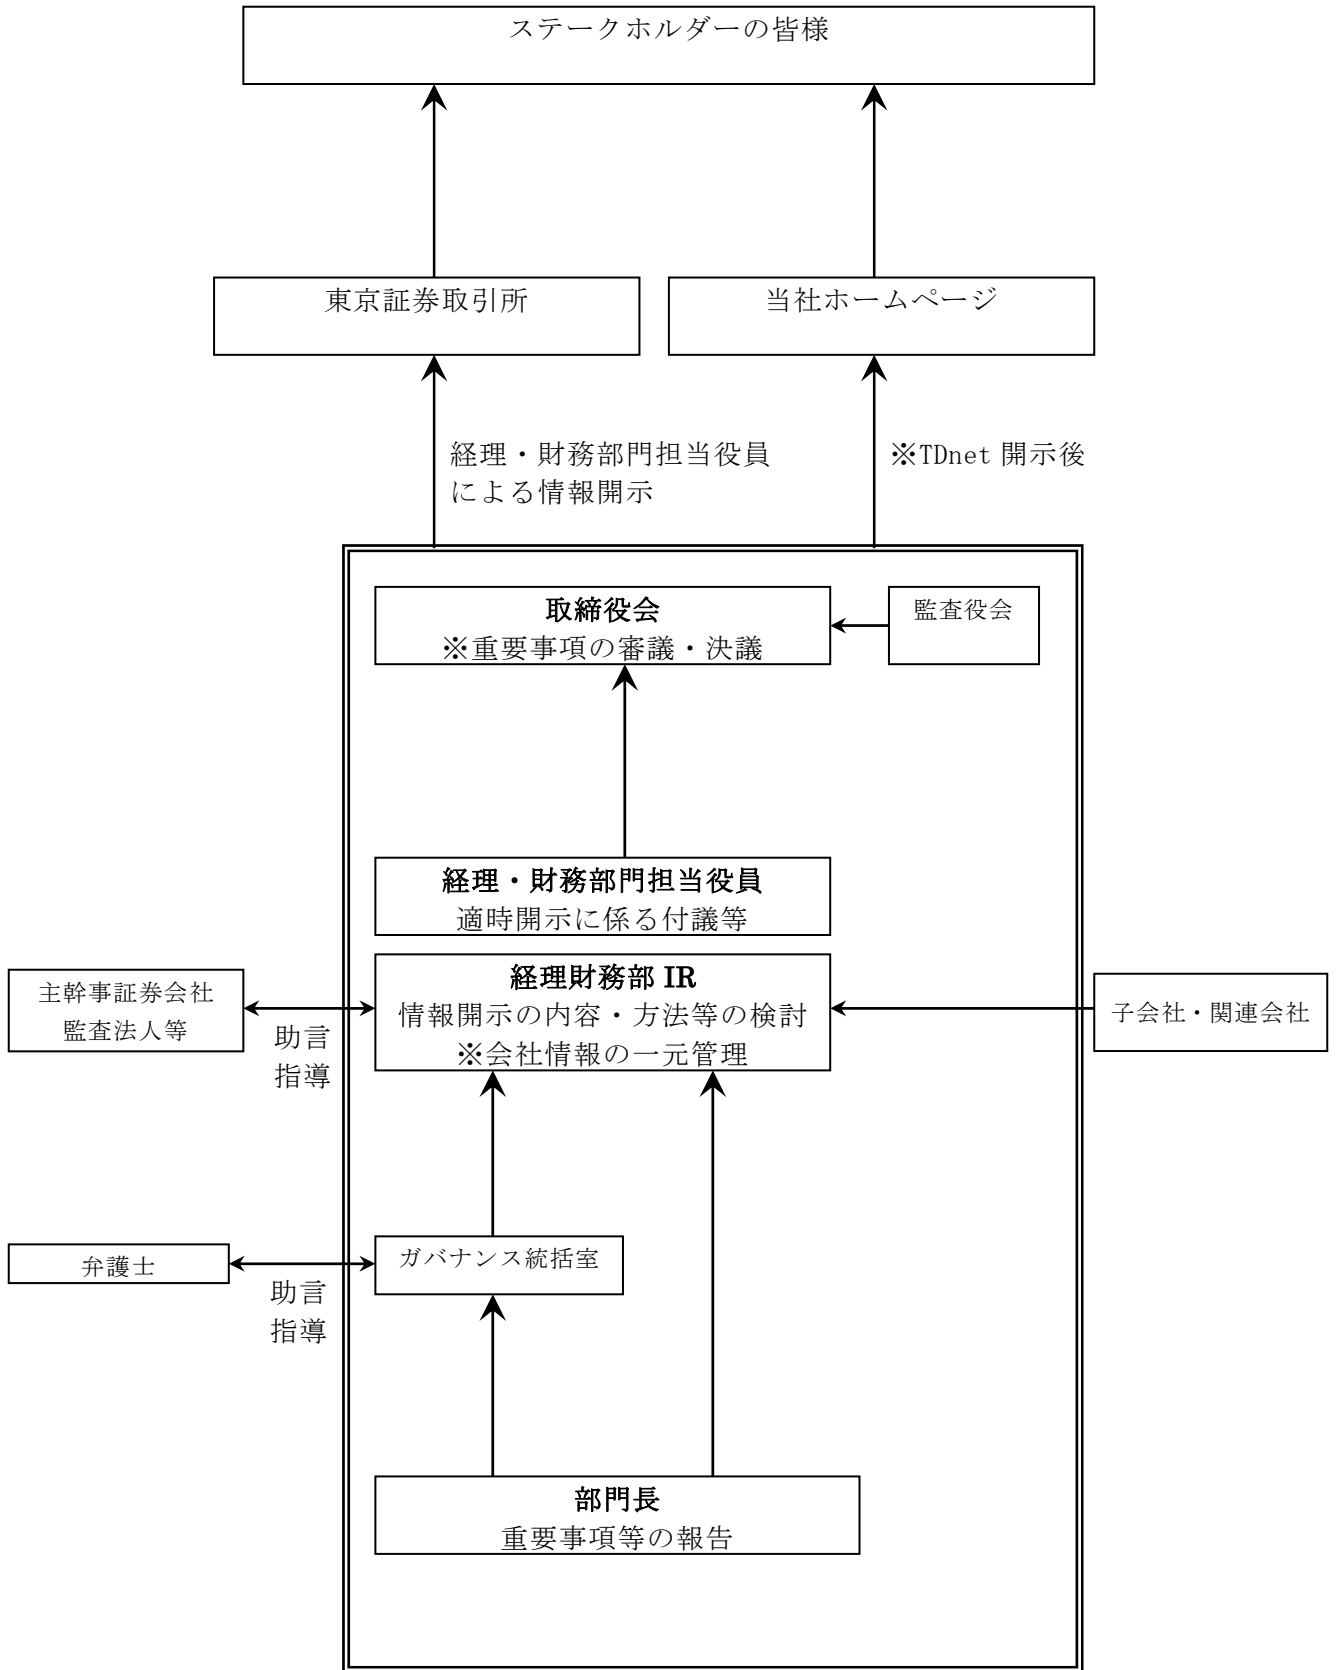 ステークホルダーの皆様
東京証券取引所
当社ホームページ
経理・財務部門担当役員
による情報開示
※TDnet 開示後
取締役会
※重要事項の審議・決議
監査役会
経理・財務部門担当役員
適時開示に係る付議等
経理財務部 IR
情報開示の内容・方法等の検討
※会社情報の一元管理
主幹事証券会社
監査法人等
助言
指導
子会社・関連会社
ガバナンス統括室
弁護士
助言
指導
部門長
重要事項等の報告